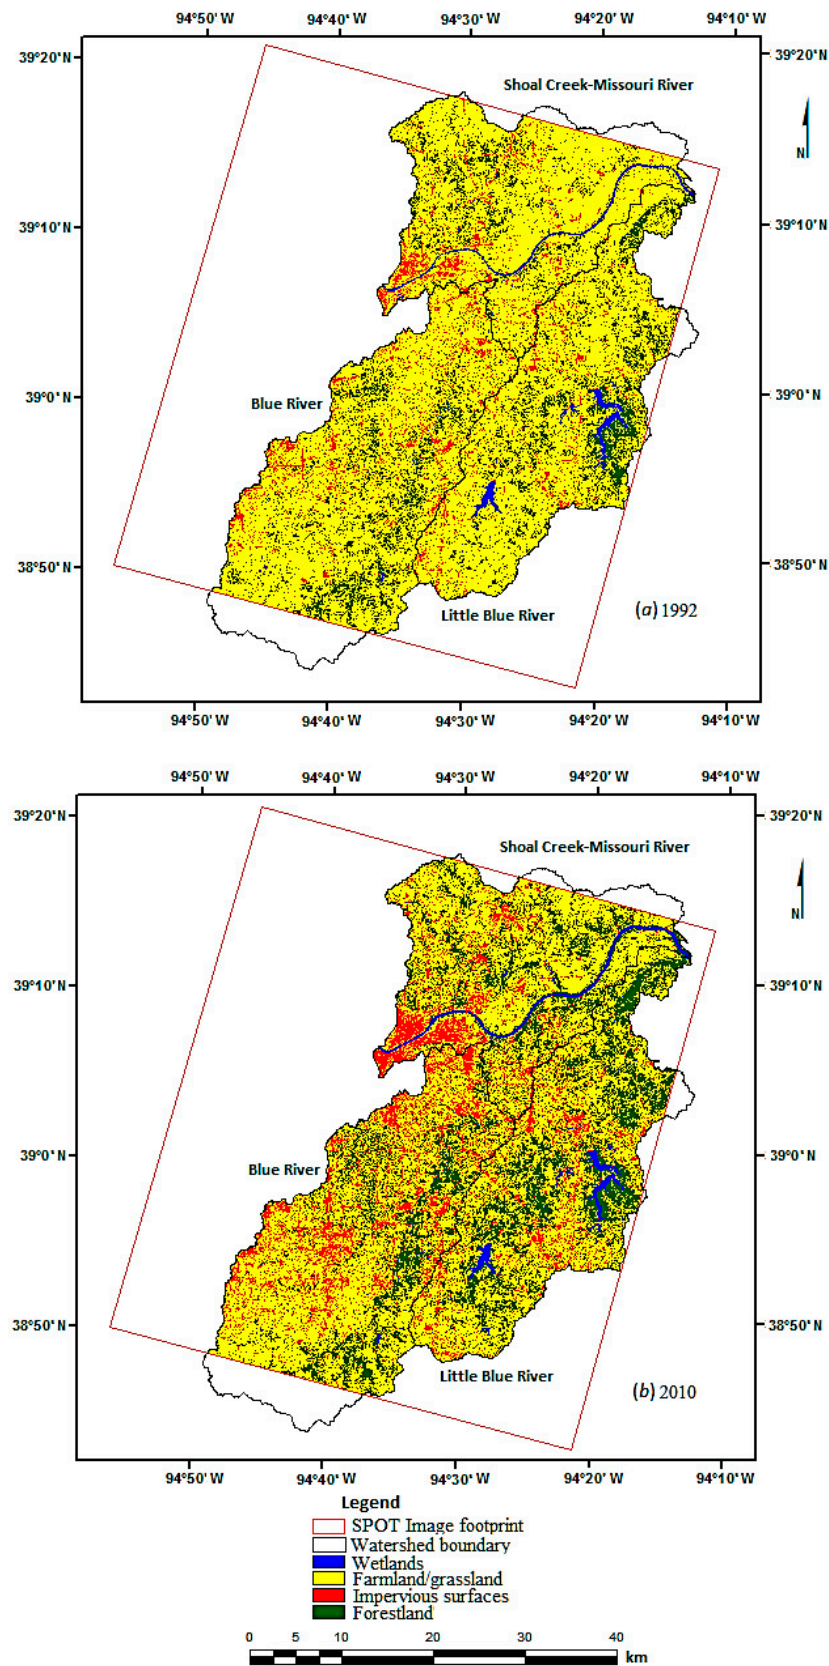 94°50' W 94°40' W 94°30' W 94°20' W 94°10' W
39°20' N 39°20' N
Shoal Creek-Missouri River
N
39°10' N 39°10' N
39°0' N 39°0' N
Blue River
38°50' N 38°50' N
Little Blue River
(a) 1992
94°50' W 94°40' W 94°30' W 94°20' W 94°10' W
94°50' W 94°40' W 94°30' W 94°20' W 94°10' W
39°20' N 39°20' N
Shoal Creek-Missouri River
N
39°10' N 39°10' N
39°0' N 39°0' N
Blue River
38°50' N 38°50' N
Little Blue River
(b) 2010
94°50' W 94°40' W 94°30' W 94°20' W 94°10' W
Legend
SPOT Image footprint
Watershed boundary
Wetlands
Farmland/grassland
Impervious surfaces
Forestland
0 5 10 20 30 40
km